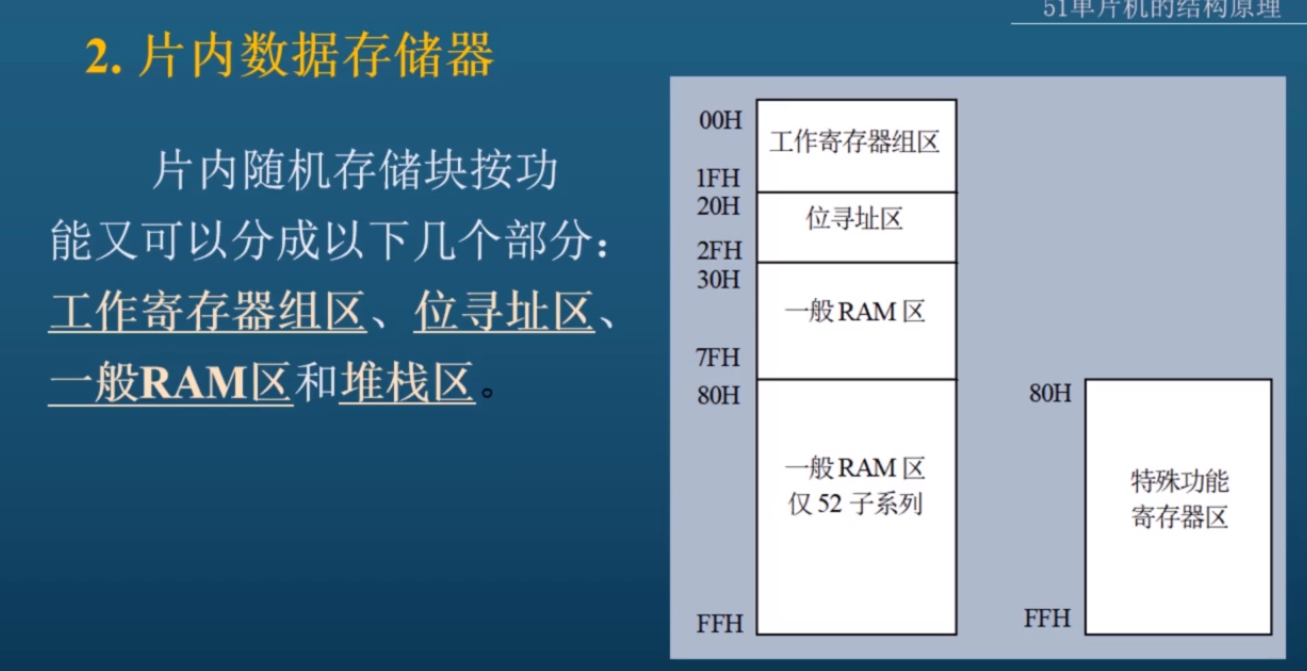 51单片机的结构原理
2. 片内数据存储器
片内随机存储块按功
能又可以分成以下几个部分：
工作寄存器组区、位寻址区、
一般RAM区和堆栈区。
00H
工作寄存器组区
1FH
20H
位寻址区
2FH
30H
一般 RAM 区
7FH
80H
一般 RAM 区
仅 52 子系列
FFH
80H
特殊功能
寄存器区
FFH